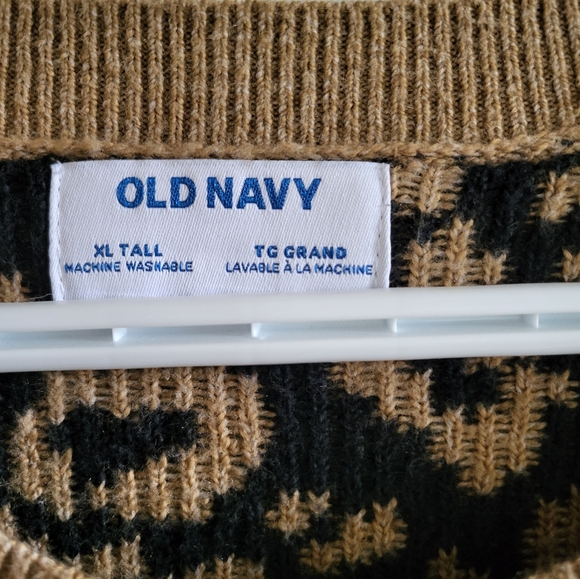 OLD NAVY
XL TALL
MACHINE WASHABLE
TG GRAND
LAVABLE À LA MACHINE